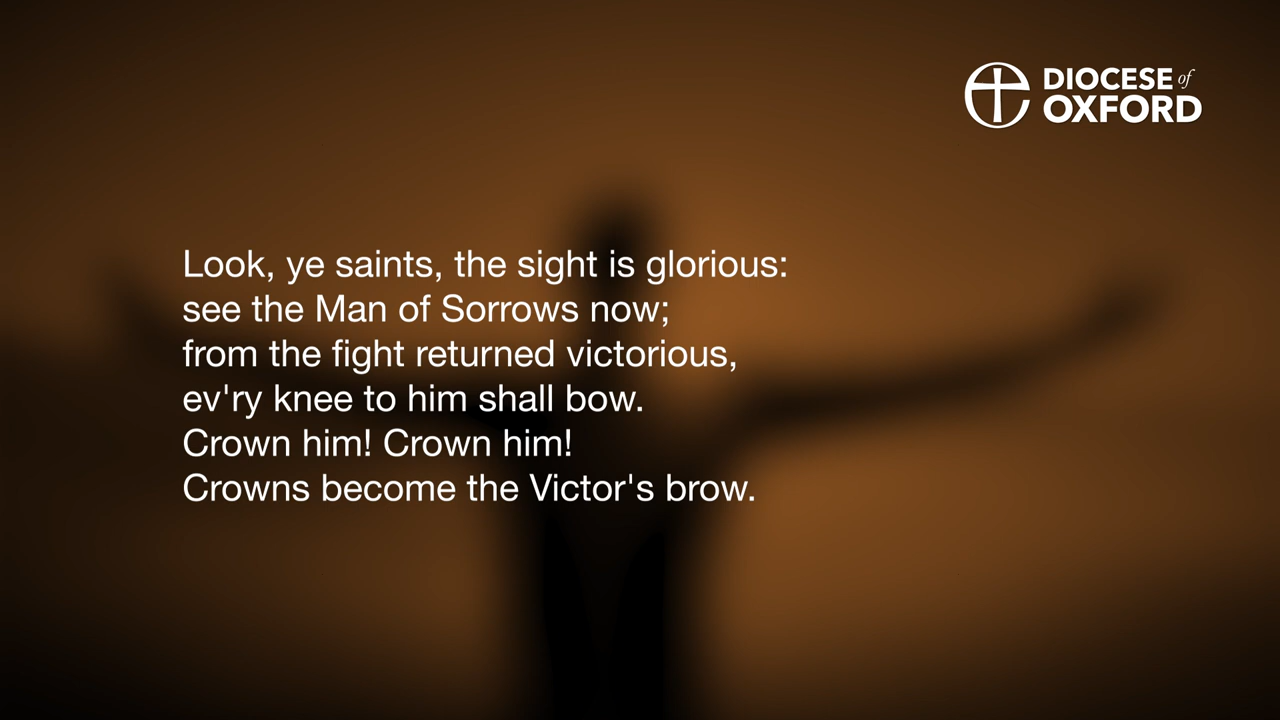 DIOCESE of
OXFORD
Look, ye saints, the sight is glorious:
see the Man of Sorrows now;
from the fight returned victorious,
ev'ry knee to him shall bow.
Crown him! Crown him!
Crowns become the Victor's brow.